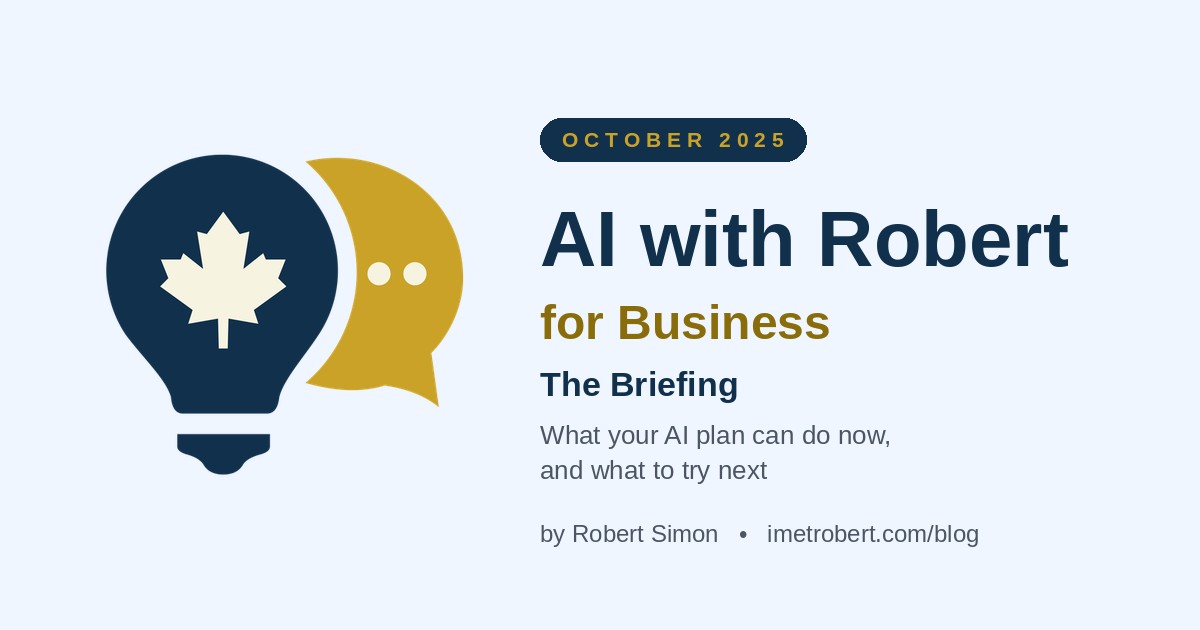 OCTOBER 2025
AI with Robert
for Business
The Briefing
What your AI plan can do now,
and what to try next
by Robert Simon • imetrobert.com/blog